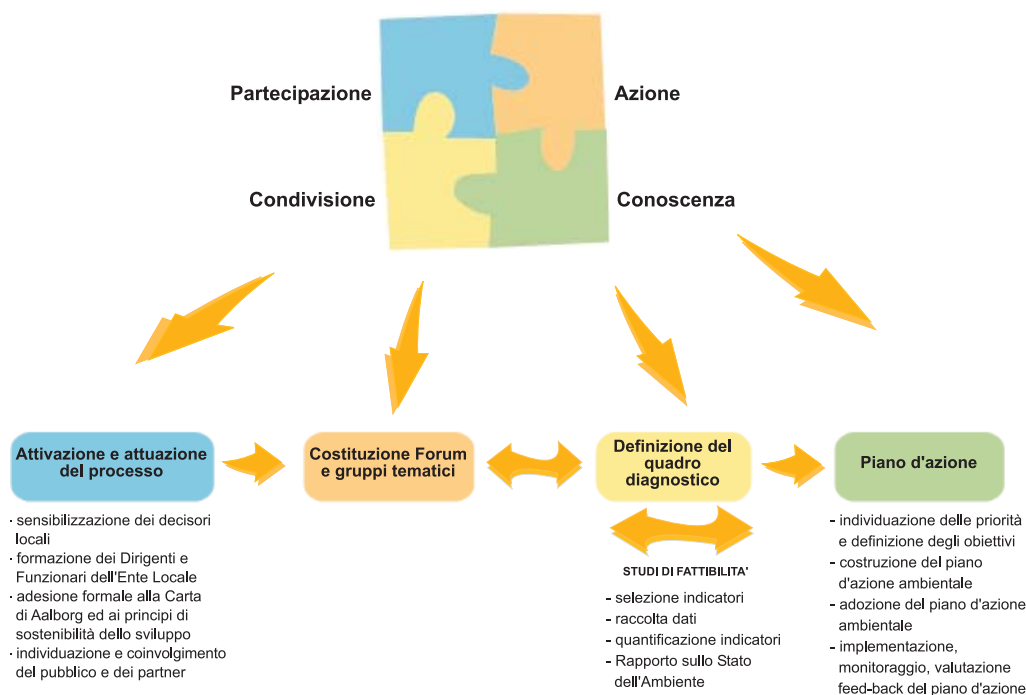 Partecipazione
Azione
Condivisione
Conoscenza
Attivazione e attuazione
del processo
· sensibilizzazione dei decisori
locali
· formazione dei Dirigenti e
Funzionari dell'Ente Locale
· adesione formale alla Carta
di Aalborg ed ai principi di
sostenibilità dello sviluppo
· individuazione e coinvolgimento
del pubblico e dei partner
Costituzione Forum
e gruppi tematici
Definizione del
quadro
diagnostico
STUDI DI FATTIBILITA'
- selezione indicatori
- raccolta dati
- quantificazione indicatori
- Rapporto sullo Stato
dell'Ambiente
Piano d'azione
- individuazione delle priorità
e definizione degli obiettivi
- costruzione del piano
d'azione ambientale
- adozione del piano d'azione
ambientale
- implementazione,
monitoraggio, valutazione
feed-back del piano d'azione